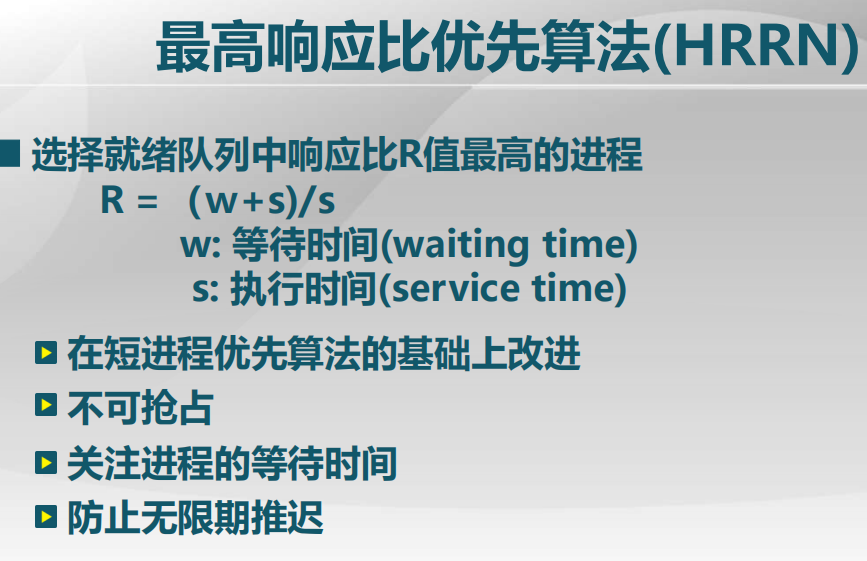 最高响应比优先算法(HRRN)
选择就绪队列中响应比R值最高的进程
R = （w+s)/s
w: 等待时间(waiting time)
s: 执行时间(service time)
在短进程优先算法的基础上改进
不可抢占
关注进程的等待时间
防止无限期推迟